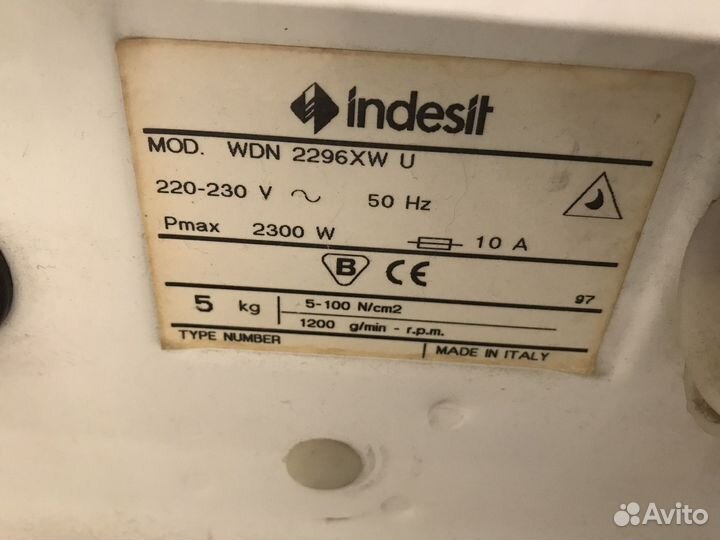 indesit
MOD. WDN 2296XW U
220-230 V ~ 50 Hz
Pmax 2300 W 10 A
B CE
97
5 kg 5-100 N/cm2
1200 g/min - r.p.m.
TYPE NUMBER MADE IN ITALY
Avito